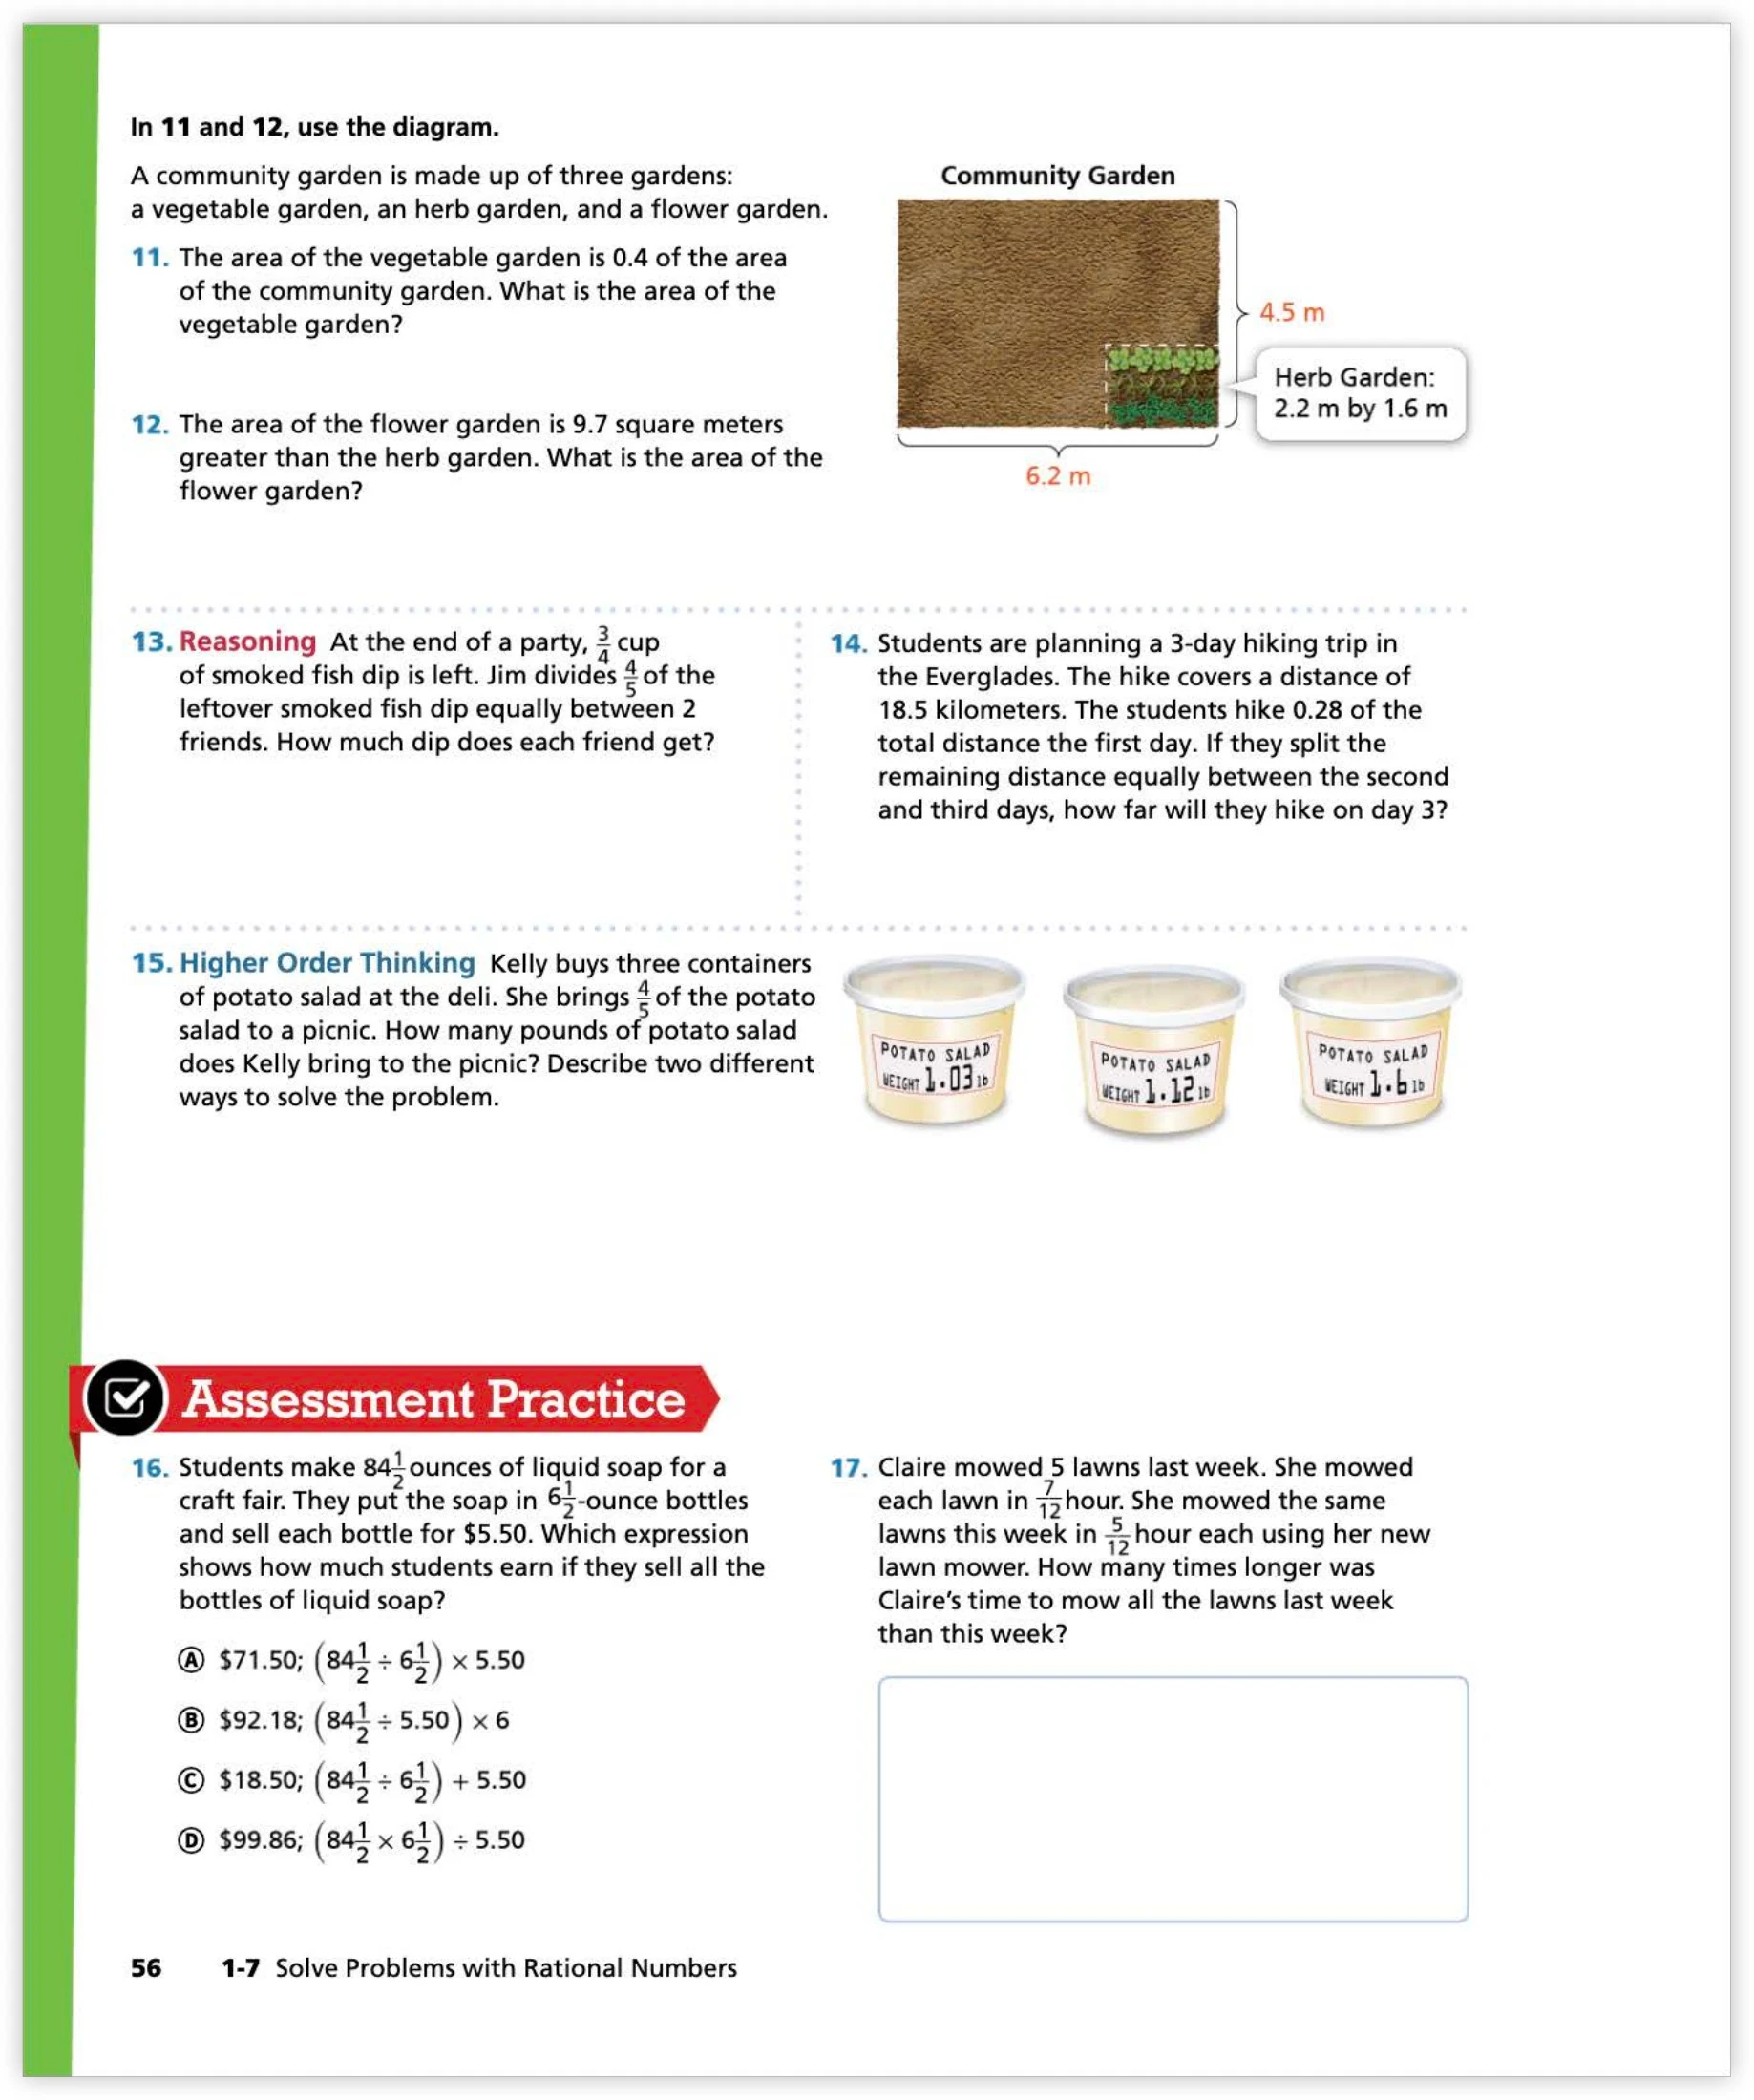 In 11 and 12, use the diagram.
A community garden is made up of three gardens:
a vegetable garden, an herb garden, and a flower garden.
11. The area of the vegetable garden is 0.4 of the area
of the community garden. What is the area of the
vegetable garden?
12. The area of the flower garden is 9.7 square meters
greater than the herb garden. What is the area of the
flower garden?
Community Garden
4.5 m
Herb Garden:
2.2 m by 1.6 m
6.2 m
13. Reasoning At the end of a party, 3/4 cup
of smoked fish dip is left. Jim divides 4/5 of the
leftover smoked fish dip equally between 2
friends. How much dip does each friend get?
14. Students are planning a 3-day hiking trip in
the Everglades. The hike covers a distance of
18.5 kilometers. The students hike 0.28 of the
total distance the first day. If they split the
remaining distance equally between the second
and third days, how far will they hike on day 3?
15. Higher Order Thinking Kelly buys three containers
of potato salad at the deli. She brings 4/5 of the potato
salad to a picnic. How many pounds of potato salad
does Kelly bring to the picnic? Describe two different
ways to solve the problem.
POTATO SALAD
WEIGHT 1.03 lb
POTATO SALAD
WEIGHT 1.12 lb
POTATO SALAD
WEIGHT 1.6 lb
Assessment Practice
16. Students make 84 1/2 ounces of liquid soap for a
craft fair. They put the soap in 6 1/2-ounce bottles
and sell each bottle for $5.50. Which expression
shows how much students earn if they sell all the
bottles of liquid soap?
Ⓐ $71.50; (84 1/2 ÷ 6 1/2) × 5.50
Ⓑ $92.18; (84 1/2 ÷ 5.50) × 6
Ⓒ $18.50; (84 1/2 ÷ 6 1/2) + 5.50
Ⓓ $99.86; (84 1/2 × 6 1/2) ÷ 5.50
17. Claire mowed 5 lawns last week. She mowed
each lawn in 7/12 hour. She mowed the same
lawns this week in 5/12 hour each using her new
lawn mower. How many times longer was
Claire's time to mow all the lawns last week
than this week?
56 1-7 Solve Problems with Rational Numbers